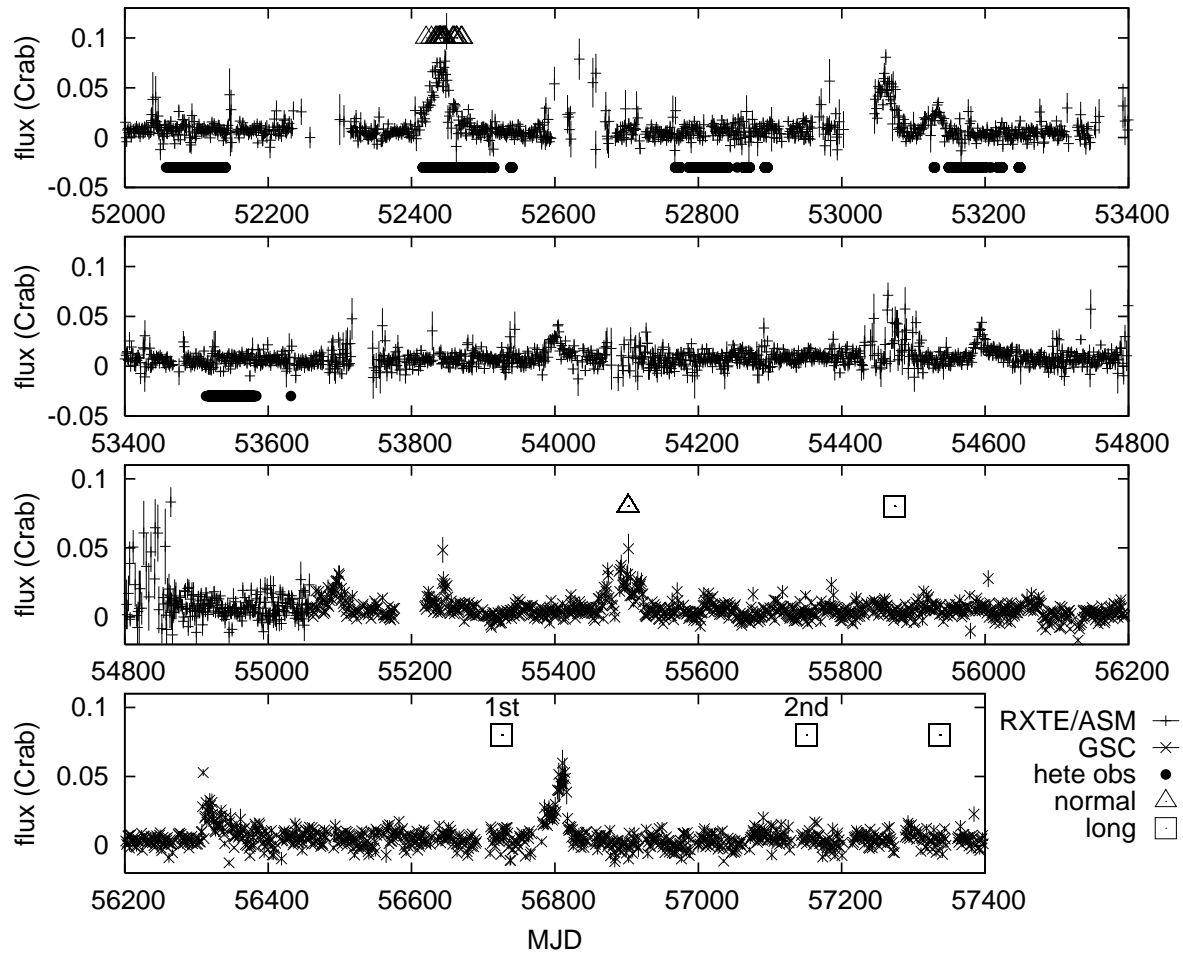 flux (Crab)
0.1
0.05
0
-0.05
52000 52200 52400 52600 52800 53000 53200 53400
flux (Crab)
0.1
0.05
0
-0.05
53400 53600 53800 54000 54200 54400 54600 54800
flux (Crab)
0.1
0.05
0
54800 55000 55200 55400 55600 55800 56000 56200
flux (Crab)
0.1
0.05
0
1st 2nd
56200 56400 56600 56800 57000 57200 57400
MJD
RXTE/ASM
GSC
hete obs
normal
long